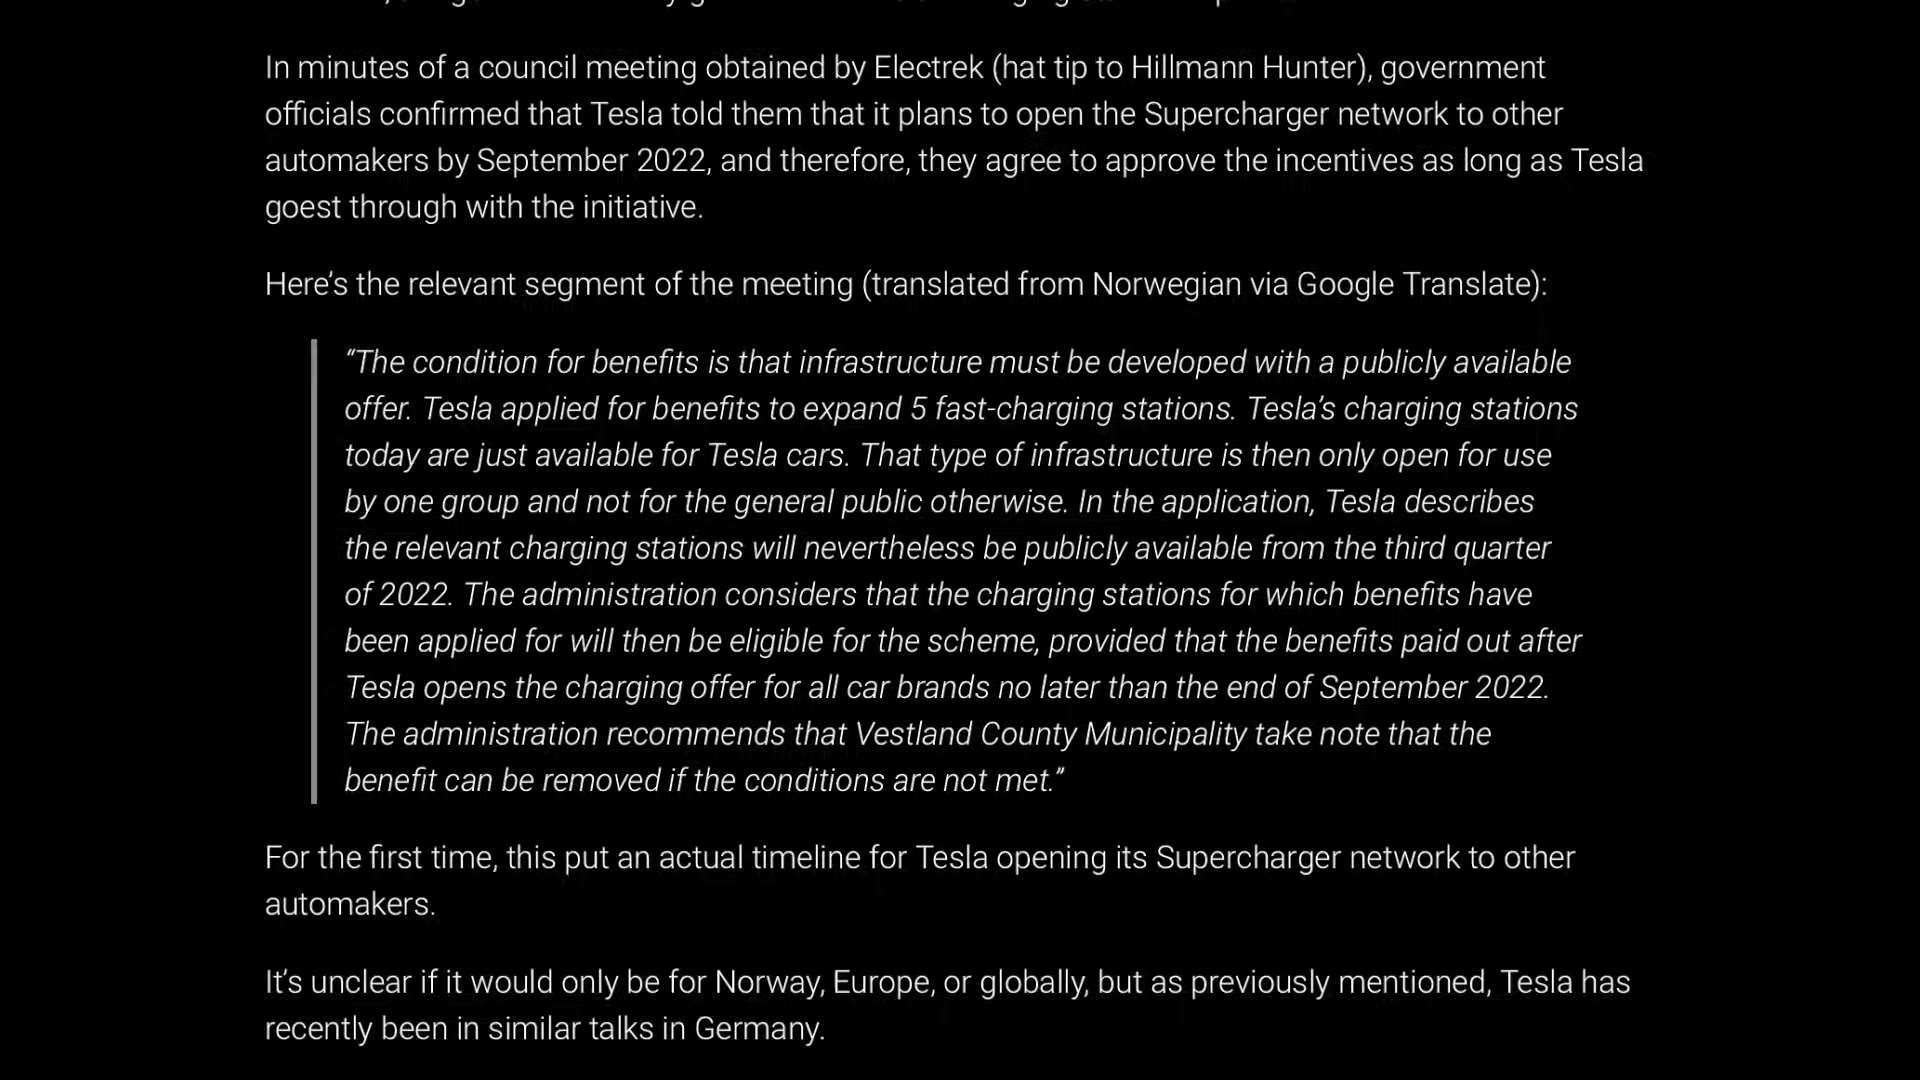 In minutes of a council meeting obtained by Electrek (hat tip to Hillmann Hunter), government
officials confirmed that Tesla told them that it plans to open the Supercharger network to other
automakers by September 2022, and therefore, they agree to approve the incentives as long as Tesla
goest through with the initiative.
Here’s the relevant segment of the meeting (translated from Norwegian via Google Translate):
“The condition for benefits is that infrastructure must be developed with a publicly available
offer. Tesla applied for benefits to expand 5 fast-charging stations. Tesla’s charging stations
today are just available for Tesla cars. That type of infrastructure is then only open for use
by one group and not for the general public otherwise. In the application, Tesla describes
the relevant charging stations will nevertheless be publicly available from the third quarter
of 2022. The administration considers that the charging stations for which benefits have
been applied for will then be eligible for the scheme, provided that the benefits paid out after
Tesla opens the charging offer for all car brands no later than the end of September 2022.
The administration recommends that Vestland County Municipality take note that the
benefit can be removed if the conditions are not met.”
For the first time, this put an actual timeline for Tesla opening its Supercharger network to other
automakers.
It’s unclear if it would only be for Norway, Europe, or globally, but as previously mentioned, Tesla has
recently been in similar talks in Germany.